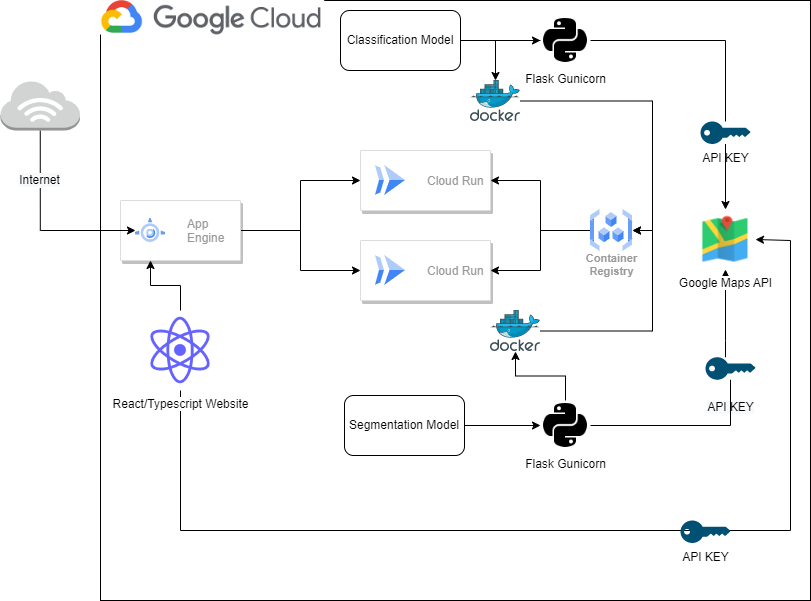 Google Cloud
Classification Model
Flask Gunicorn
docker
API KEY
Internet
Cloud Run
App
Engine
Container
Registry
Cloud Run
Google Maps API
docker
React/Typescript Website
API KEY
Segmentation Model
Flask Gunicorn
API KEY